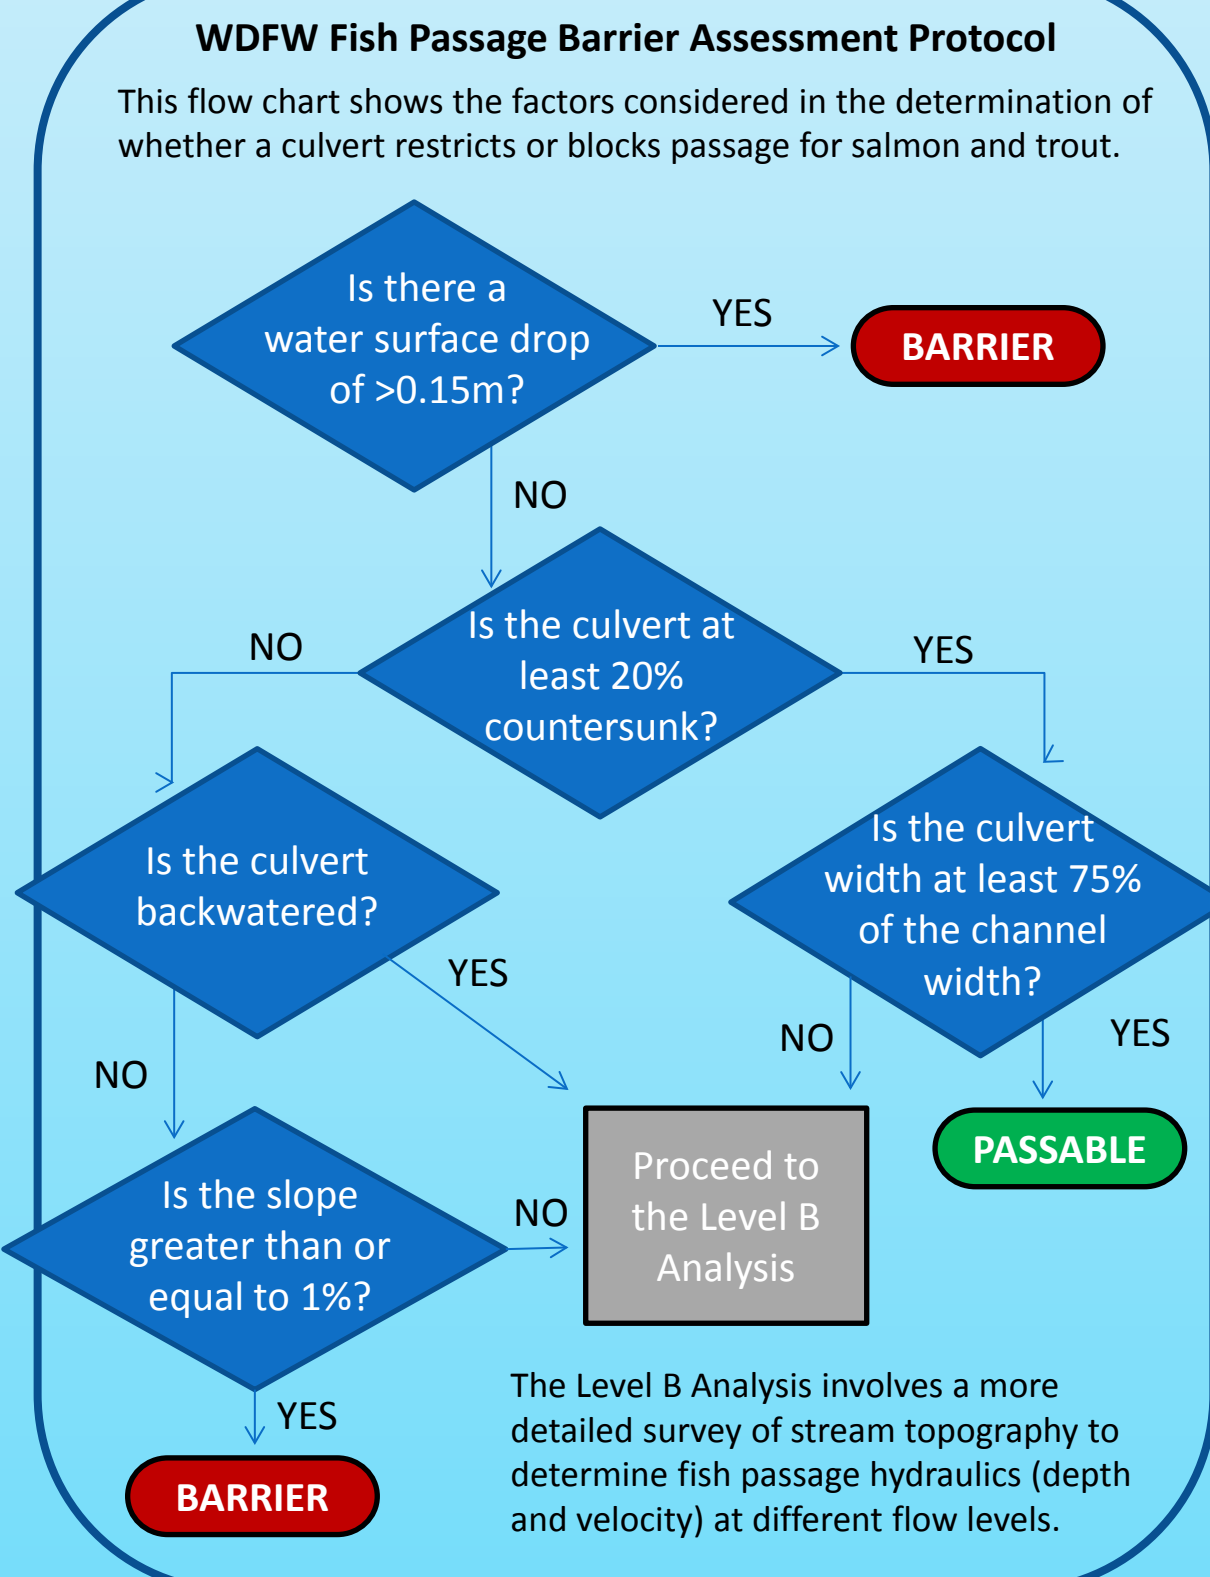 WDFW Fish Passage Barrier Assessment Protocol
This flow chart shows the factors considered in the determination of
whether a culvert restricts or blocks passage for salmon and trout.
Is there a
water surface drop
of >0.15m?
YES
BARRIER
NO
Is the culvert at
least 20%
countersunk?
NO
YES
Is the culvert
backwatered?
Is the culvert
width at least 75%
of the channel
width?
YES
NO
NO
YES
Is the slope
greater than or
equal to 1%?
NO
Proceed to
the Level B
Analysis
PASSABLE
YES
BARRIER
The Level B Analysis involves a more
detailed survey of stream topography to
determine fish passage hydraulics (depth
and velocity) at different flow levels.